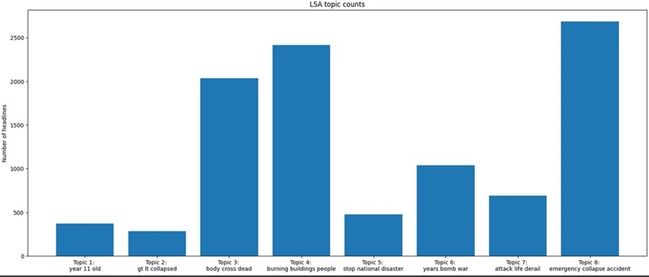 LSA topic counts
Number of headlines
2500
2000
1500
1000
500
0
Topic 1:
year 11 old
Topic 2:
gt lt collapsed
Topic 3:
body cross dead
Topic 4:
burning buildings people
Topic 5:
stop national disaster
Topic 6:
years bomb war
Topic 7:
attack life derail
Topic 8:
emergency collapse accident